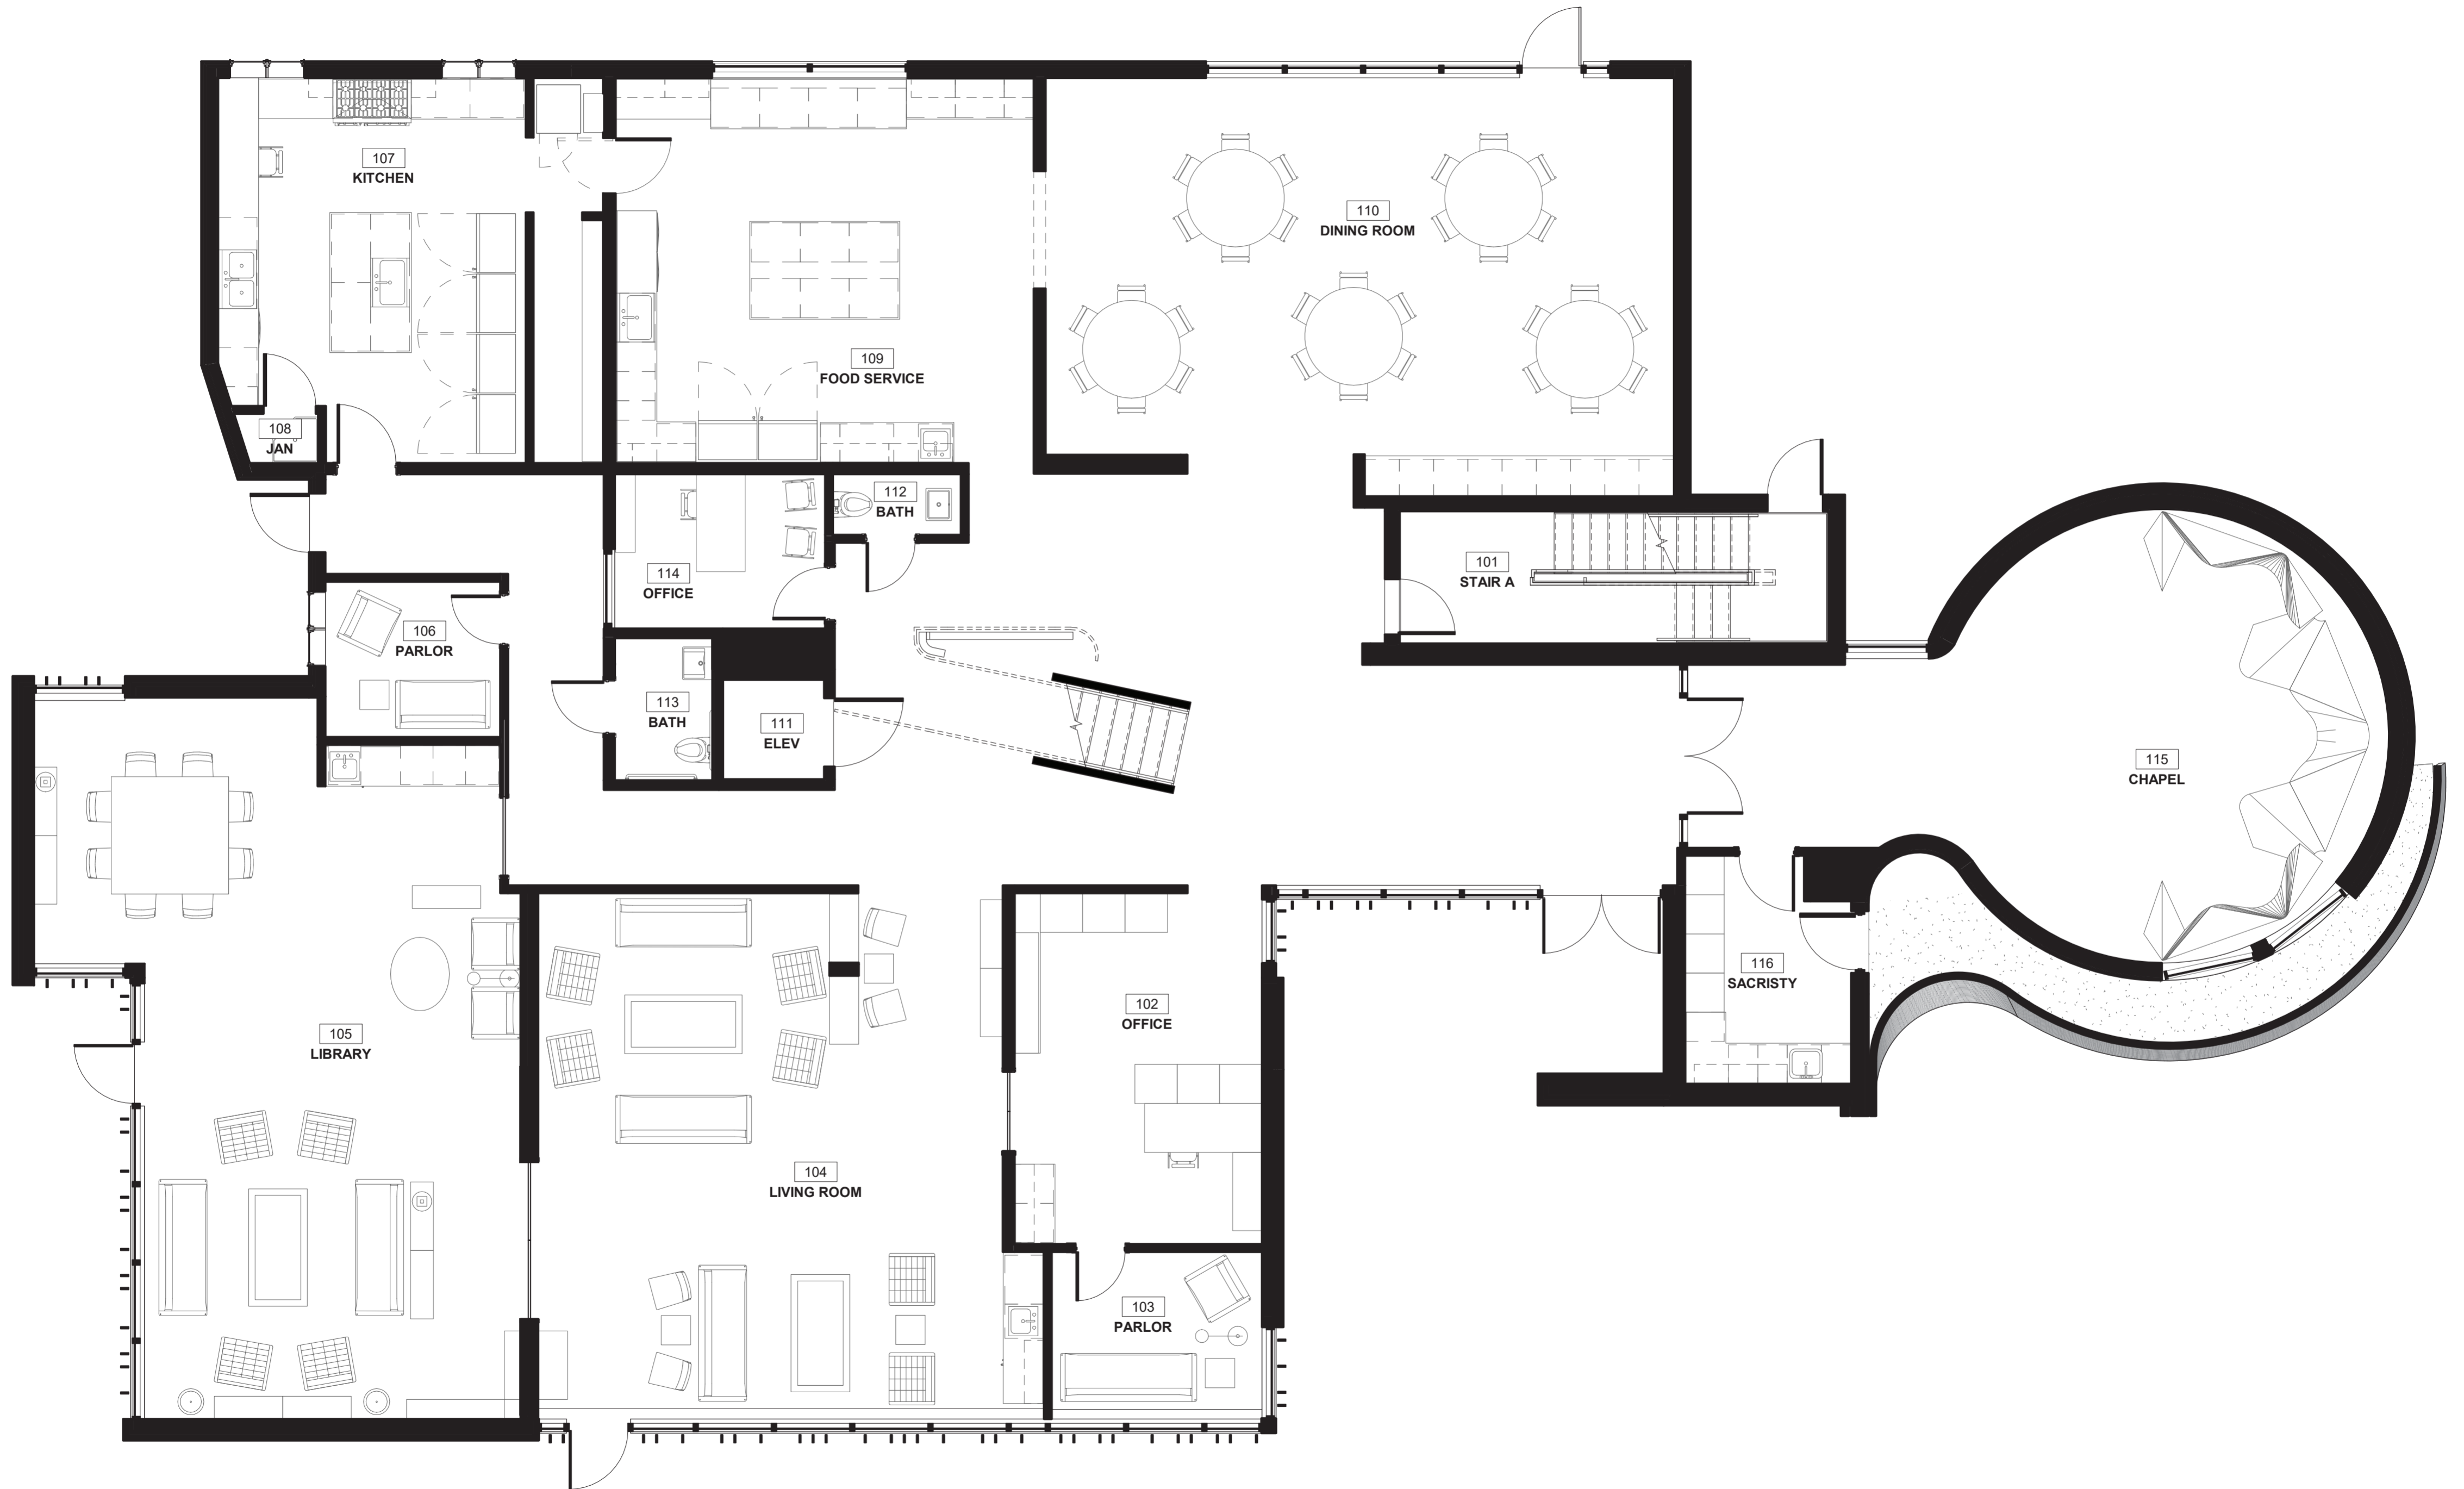 107
KITCHEN
110
DINING ROOM
109
FOOD SERVICE
108
JAN
112
BATH
101
STAIR A
114
OFFICE
106
PARLOR
113
BATH
111
ELEV
115
CHAPEL
116
SACRISTY
102
OFFICE
105
LIBRARY
104
LIVING ROOM
103
PARLOR